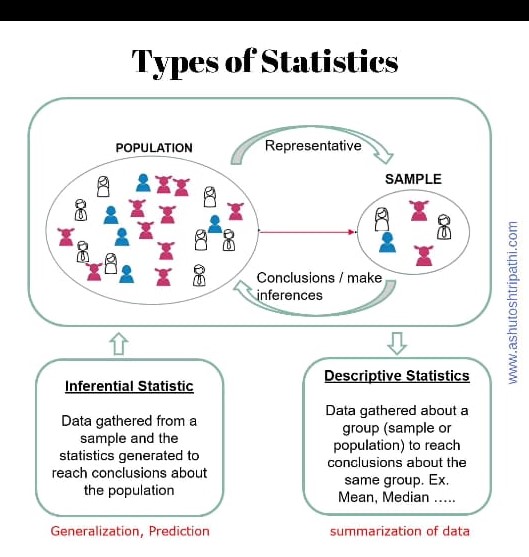 Types of Statistics
POPULATION
Representative
SAMPLE
Conclusions / make
inferences
Inferential Statistic
Data gathered from a
sample and the
statistics generated to
reach conclusions about
the population
Generalization, Prediction
Descriptive Statistics
Data gathered about a
group (sample or
population) to reach
conclusions about the
same group. Ex.
Mean, Median .....
summarization of data
www.ashutoshtripathi.com